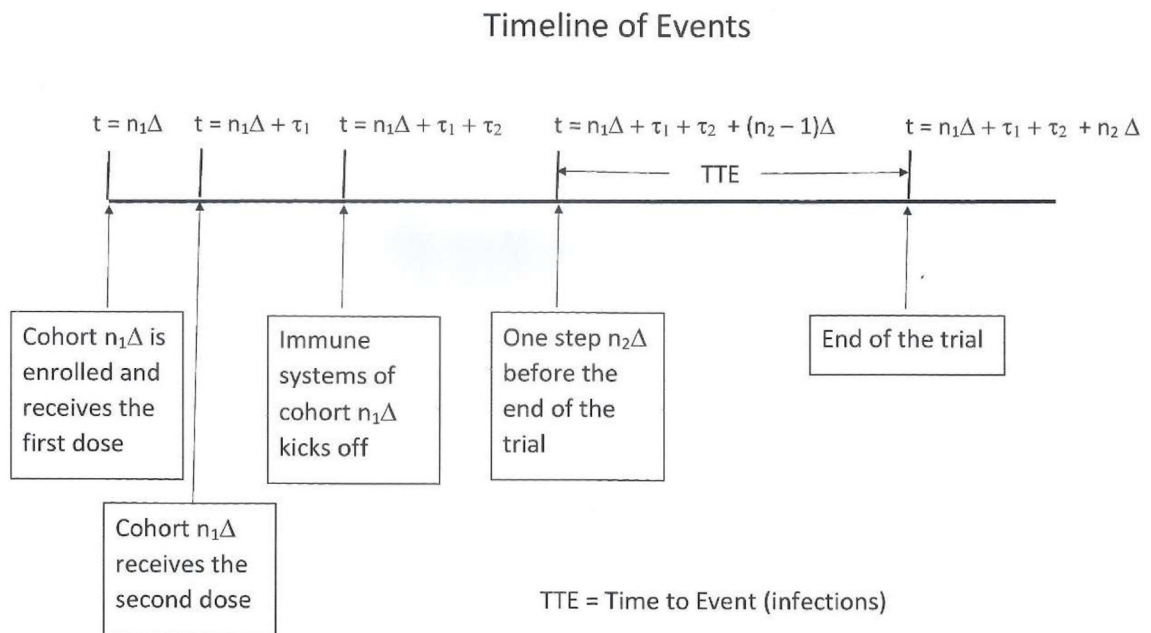 Timeline of Events
t = n₁Δ t = n₁Δ + τ₁ t = n₁Δ + τ₁ + τ₂ t = n₁Δ + τ₁ + τ₂ + (n₂ – 1)Δ t = n₁Δ + τ₁ + τ₂ + n₂ Δ
TTE
Cohort n₁Δ is
enrolled and
receives the
first dose
Immune
systems of
cohort n₁Δ
kicks off
One step n₂Δ
before the
end of the
trial
End of the trial
Cohort n₁Δ
receives the
second dose
TTE = Time to Event (infections)